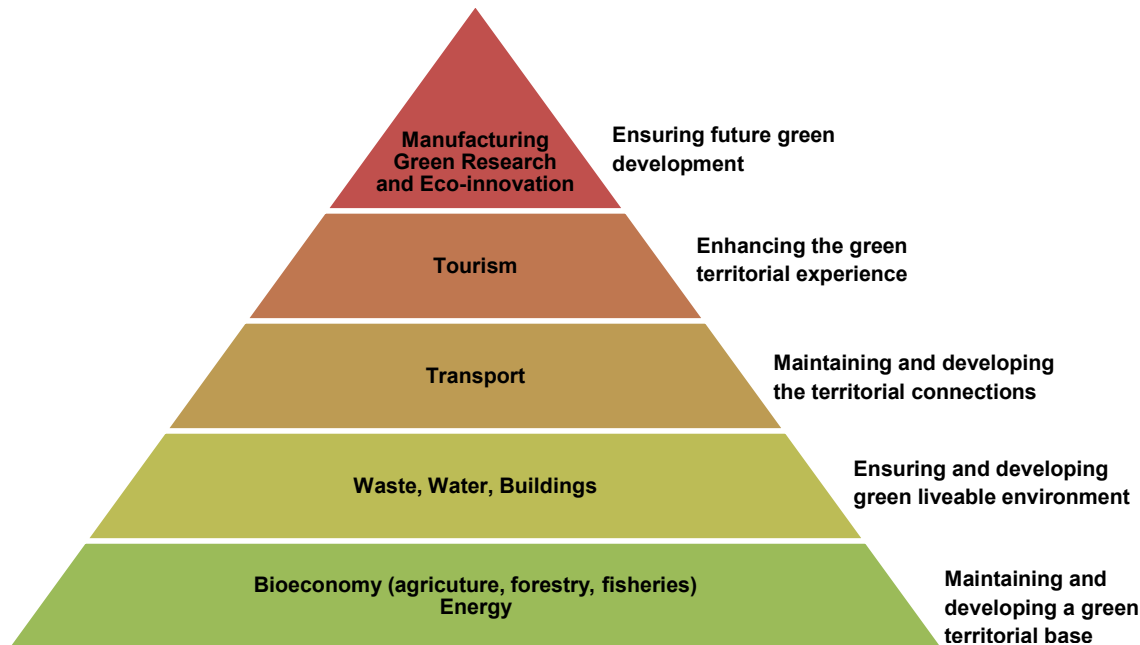 Manufacturing
Green Research
and Eco-innovation
Ensuring future green
development
Tourism
Enhancing the green
territorial experience
Transport
Maintaining and developing
the territorial connections
Waste, Water, Buildings
Ensuring and developing
green liveable environment
Bioeconomy (agricuture, forestry, fisheries)
Energy
Maintaining and
developing a green
territorial base